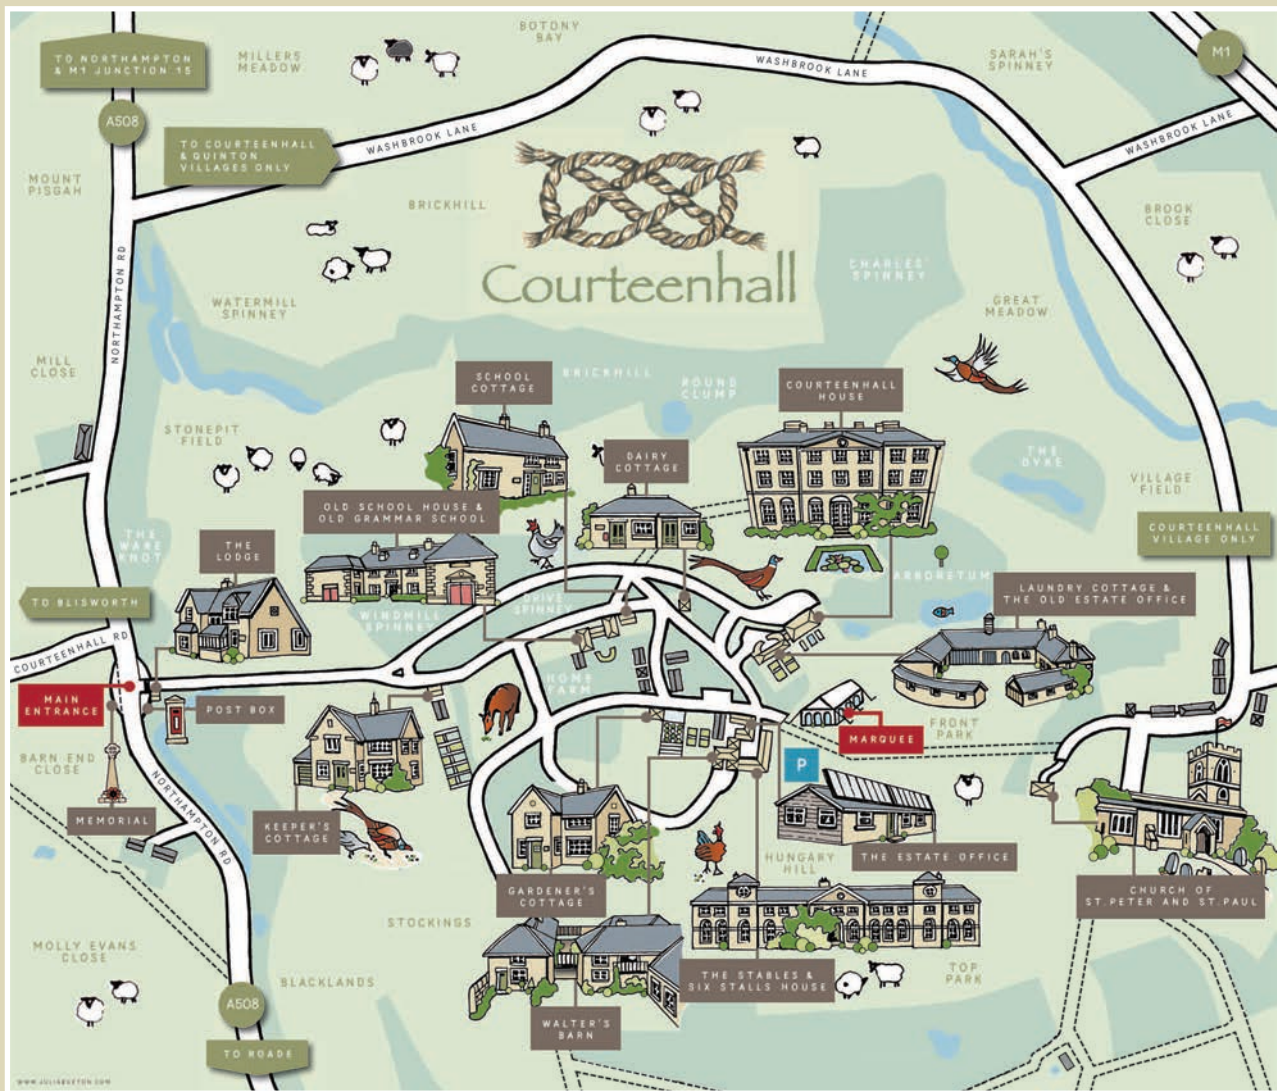 TO NORTHAMPTON
& M1 JUNCTION 15
MILLERS
MEADOW
BOTONY
BAY
SARAH'S
SPINNEY
M1
A508
WASHBROOK LANE
WASHBROOK LANE
WASHBROOK LANE
TO COURTEENHALL
& QUINTON
VILLAGES ONLY
MOUNT
PISGAH
BRICKHILL
BROOK
CLOSE
NORTHAMPTON RD
Courteenhall
CHARLES'
SPINNEY
WATERMILL
SPINNEY
GREAT
MEADOW
MILL
CLOSE
SCHOOL
COTTAGE
BRICKHILL
ROUND
CLUMP
COURTEENHALL
HOUSE
STONEPIT
FIELD
DAIRY
COTTAGE
THE
DYKE
VILLAGE
FIELD
OLD SCHOOL HOUSE &
OLD GRAMMAR SCHOOL
COURTEENHALL
VILLAGE ONLY
THE
WARE
KNOT
THE
LODGE
ARBORETUM
LAUNDRY COTTAGE &
THE OLD ESTATE OFFICE
TO BLISWORTH
WINDMILL
SPINNEY
DRIVE
SPINNEY
COURTEENHALL RD
HOME
FARM
MAIN
ENTRANCE
POST BOX
FRONT
PARK
MARQUEE
BARN END
CLOSE
P
MEMORIAL
NORTHAMPTON RD
KEEPER'S
COTTAGE
HUNGARY
HILL
THE ESTATE OFFICE
GARDENER'S
COTTAGE
CHURCH OF
ST.PETER AND ST.PAUL
STOCKINGS
MOLLY EVANS
CLOSE
BLACKLANDS
THE STABLES &
SIX STALLS HOUSE
TOP
PARK
A508
WALTER'S
BARN
TO ROADE
WWW.JULIABUXTON.COM